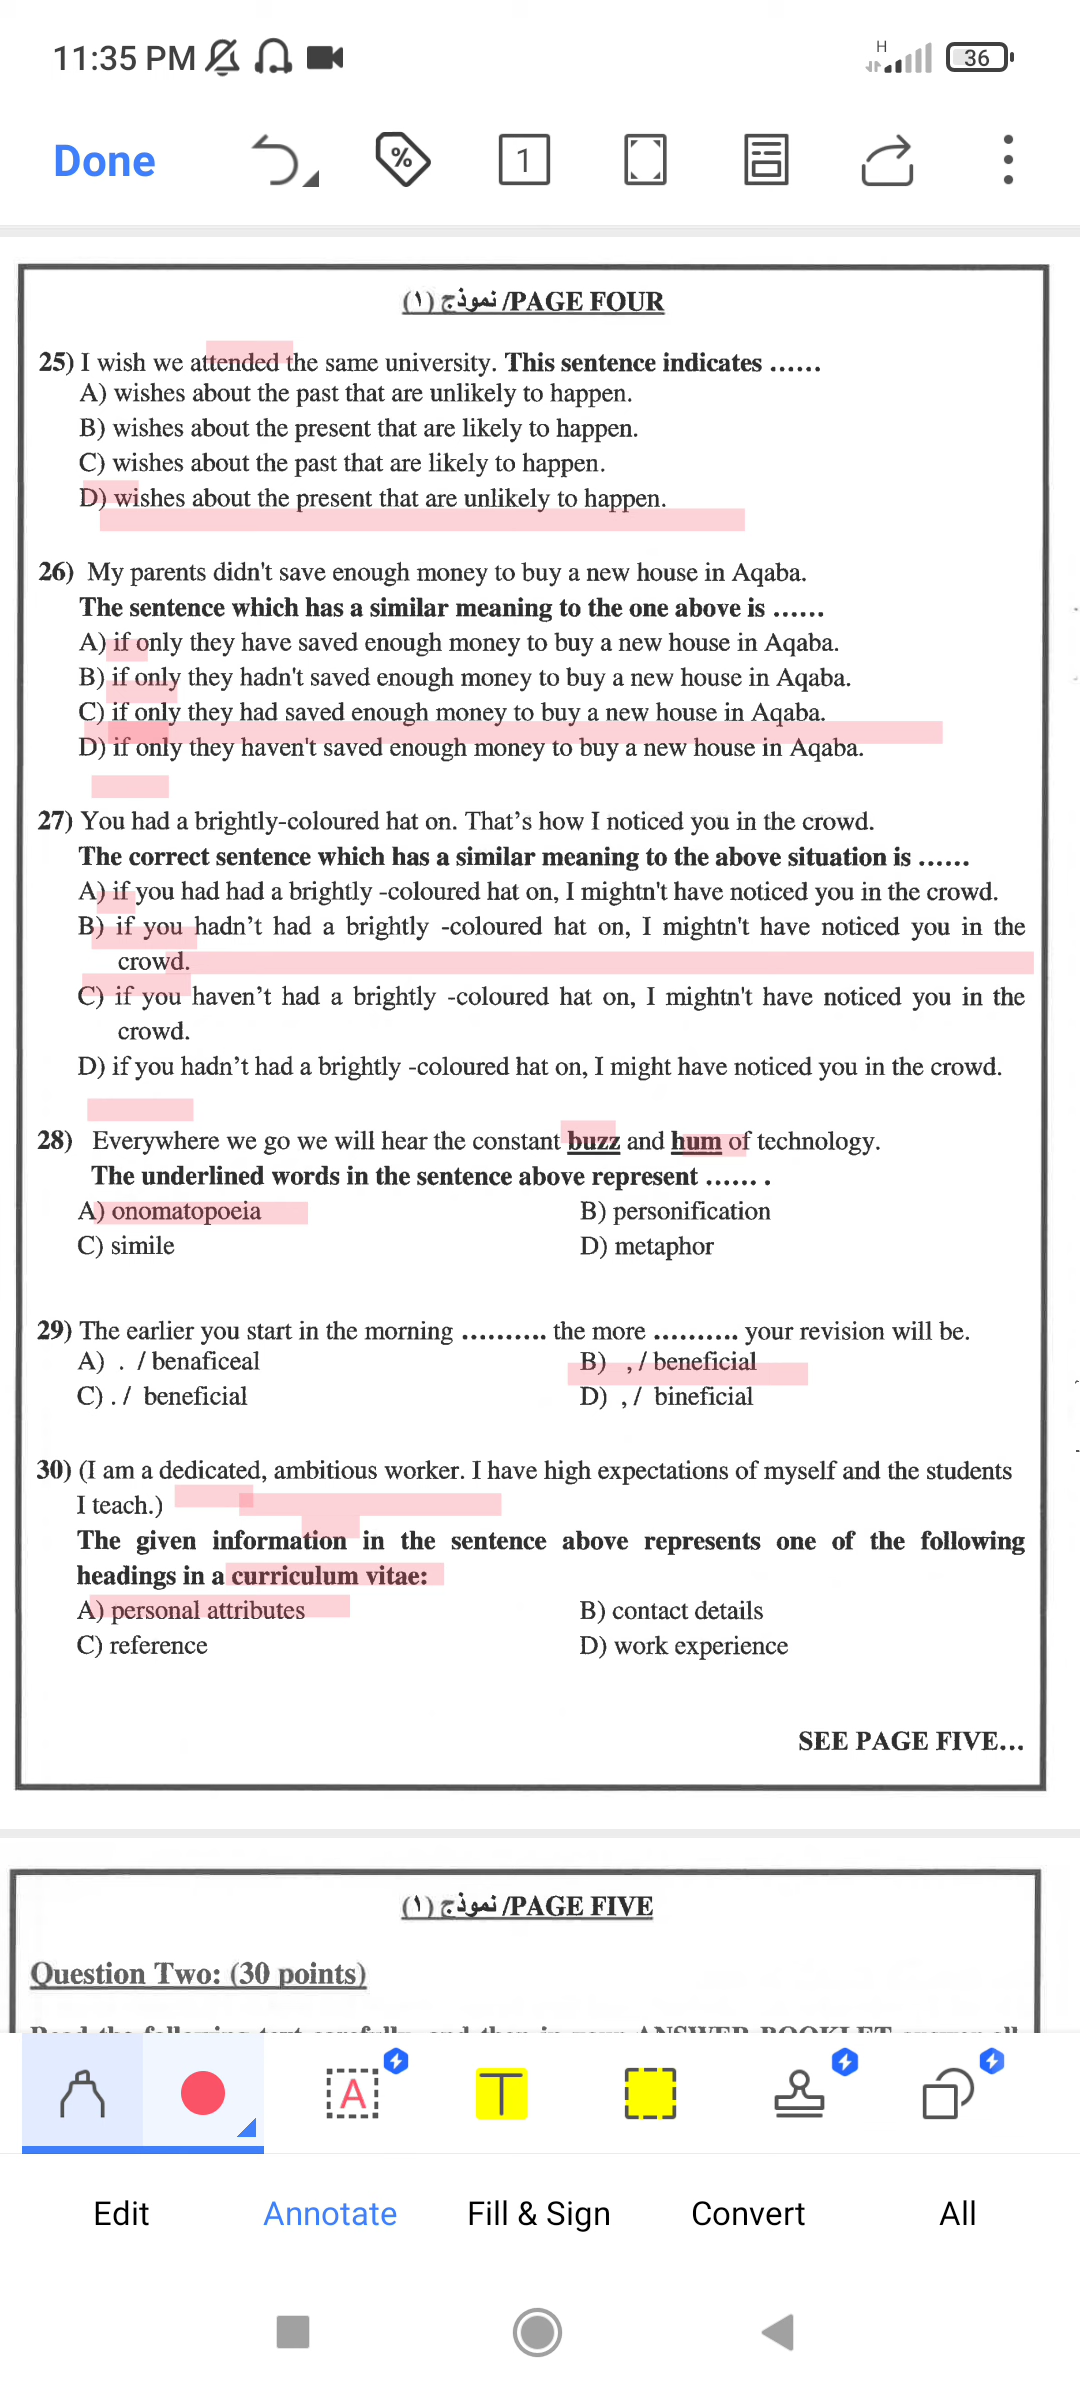 11:35 PM
H
36
Done
%
1
PAGE FOUR/ نموذج (١)
25) I wish we attended the same university. This sentence indicates ......
A) wishes about the past that are unlikely to happen.
B) wishes about the present that are likely to happen.
C) wishes about the past that are likely to happen.
D) wishes about the present that are unlikely to happen.
26) My parents didn't save enough money to buy a new house in Aqaba.
The sentence which has a similar meaning to the one above is ......
A) if only they have saved enough money to buy a new house in Aqaba.
B) if only they hadn't saved enough money to buy a new house in Aqaba.
C) if only they had saved enough money to buy a new house in Aqaba.
D) if only they haven't saved enough money to buy a new house in Aqaba.
27) You had a brightly-coloured hat on. That’s how I noticed you in the crowd.
The correct sentence which has a similar meaning to the above situation is ......
A) if you had had a brightly -coloured hat on, I mightn't have noticed you in the crowd.
B) if you hadn’t had a brightly -coloured hat on, I mightn't have noticed you in the
crowd.
C) if you haven’t had a brightly -coloured hat on, I mightn't have noticed you in the
crowd.
D) if you hadn’t had a brightly -coloured hat on, I might have noticed you in the crowd.
28) Everywhere we go we will hear the constant buzz and hum of technology.
The underlined words in the sentence above represent ...... .
A) onomatopoeia B) personification
C) simile D) metaphor
29) The earlier you start in the morning .......... the more .......... your revision will be.
A) . / benaficeal B) , / beneficial
C) . / beneficial D) , / bineficial
30) (I am a dedicated, ambitious worker. I have high expectations of myself and the students
I teach.)
The given information in the sentence above represents one of the following
headings in a curriculum vitae:
A) personal attributes B) contact details
C) reference D) work experience
SEE PAGE FIVE...
PAGE FIVE/ نموذج (١)
Question Two: (30 points)
A T
Edit Annotate Fill & Sign Convert All